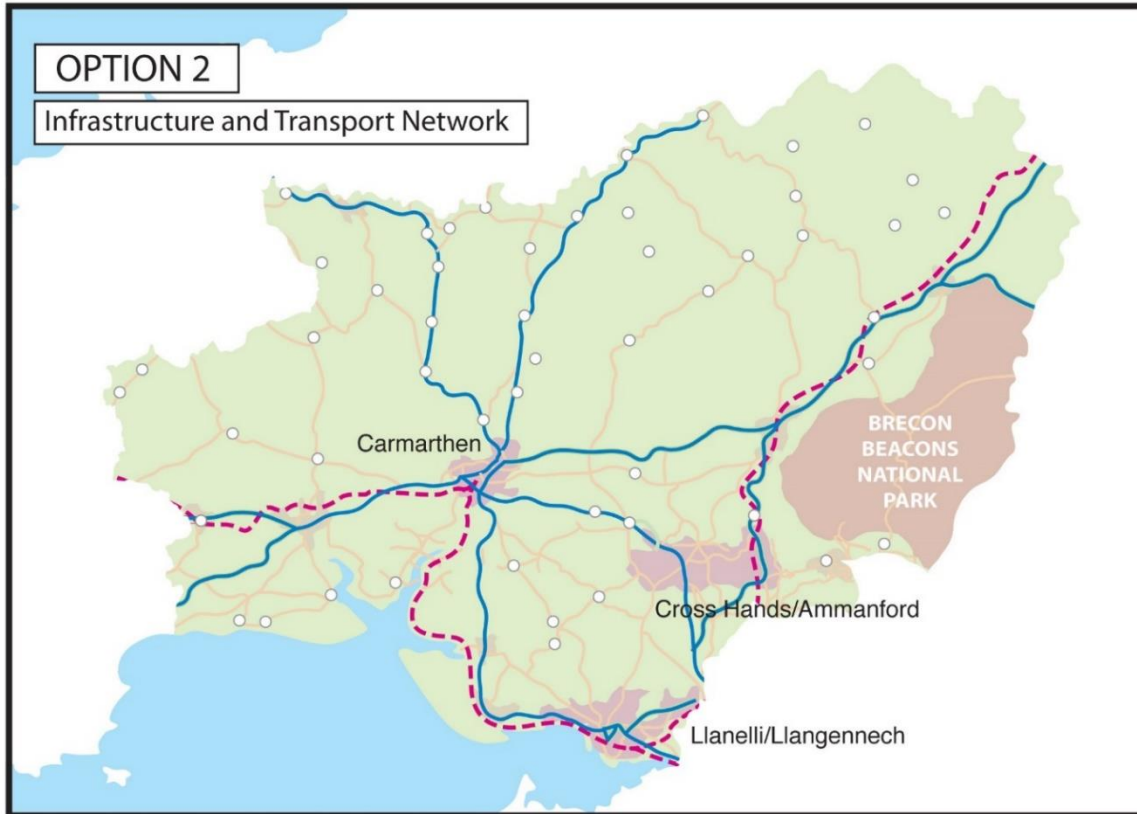 OPTION 2
Infrastructure and Transport Network
Carmarthen
BRECON
BEACONS
NATIONAL
PARK
Cross Hands/Ammanford
Llanelli/Llangennech